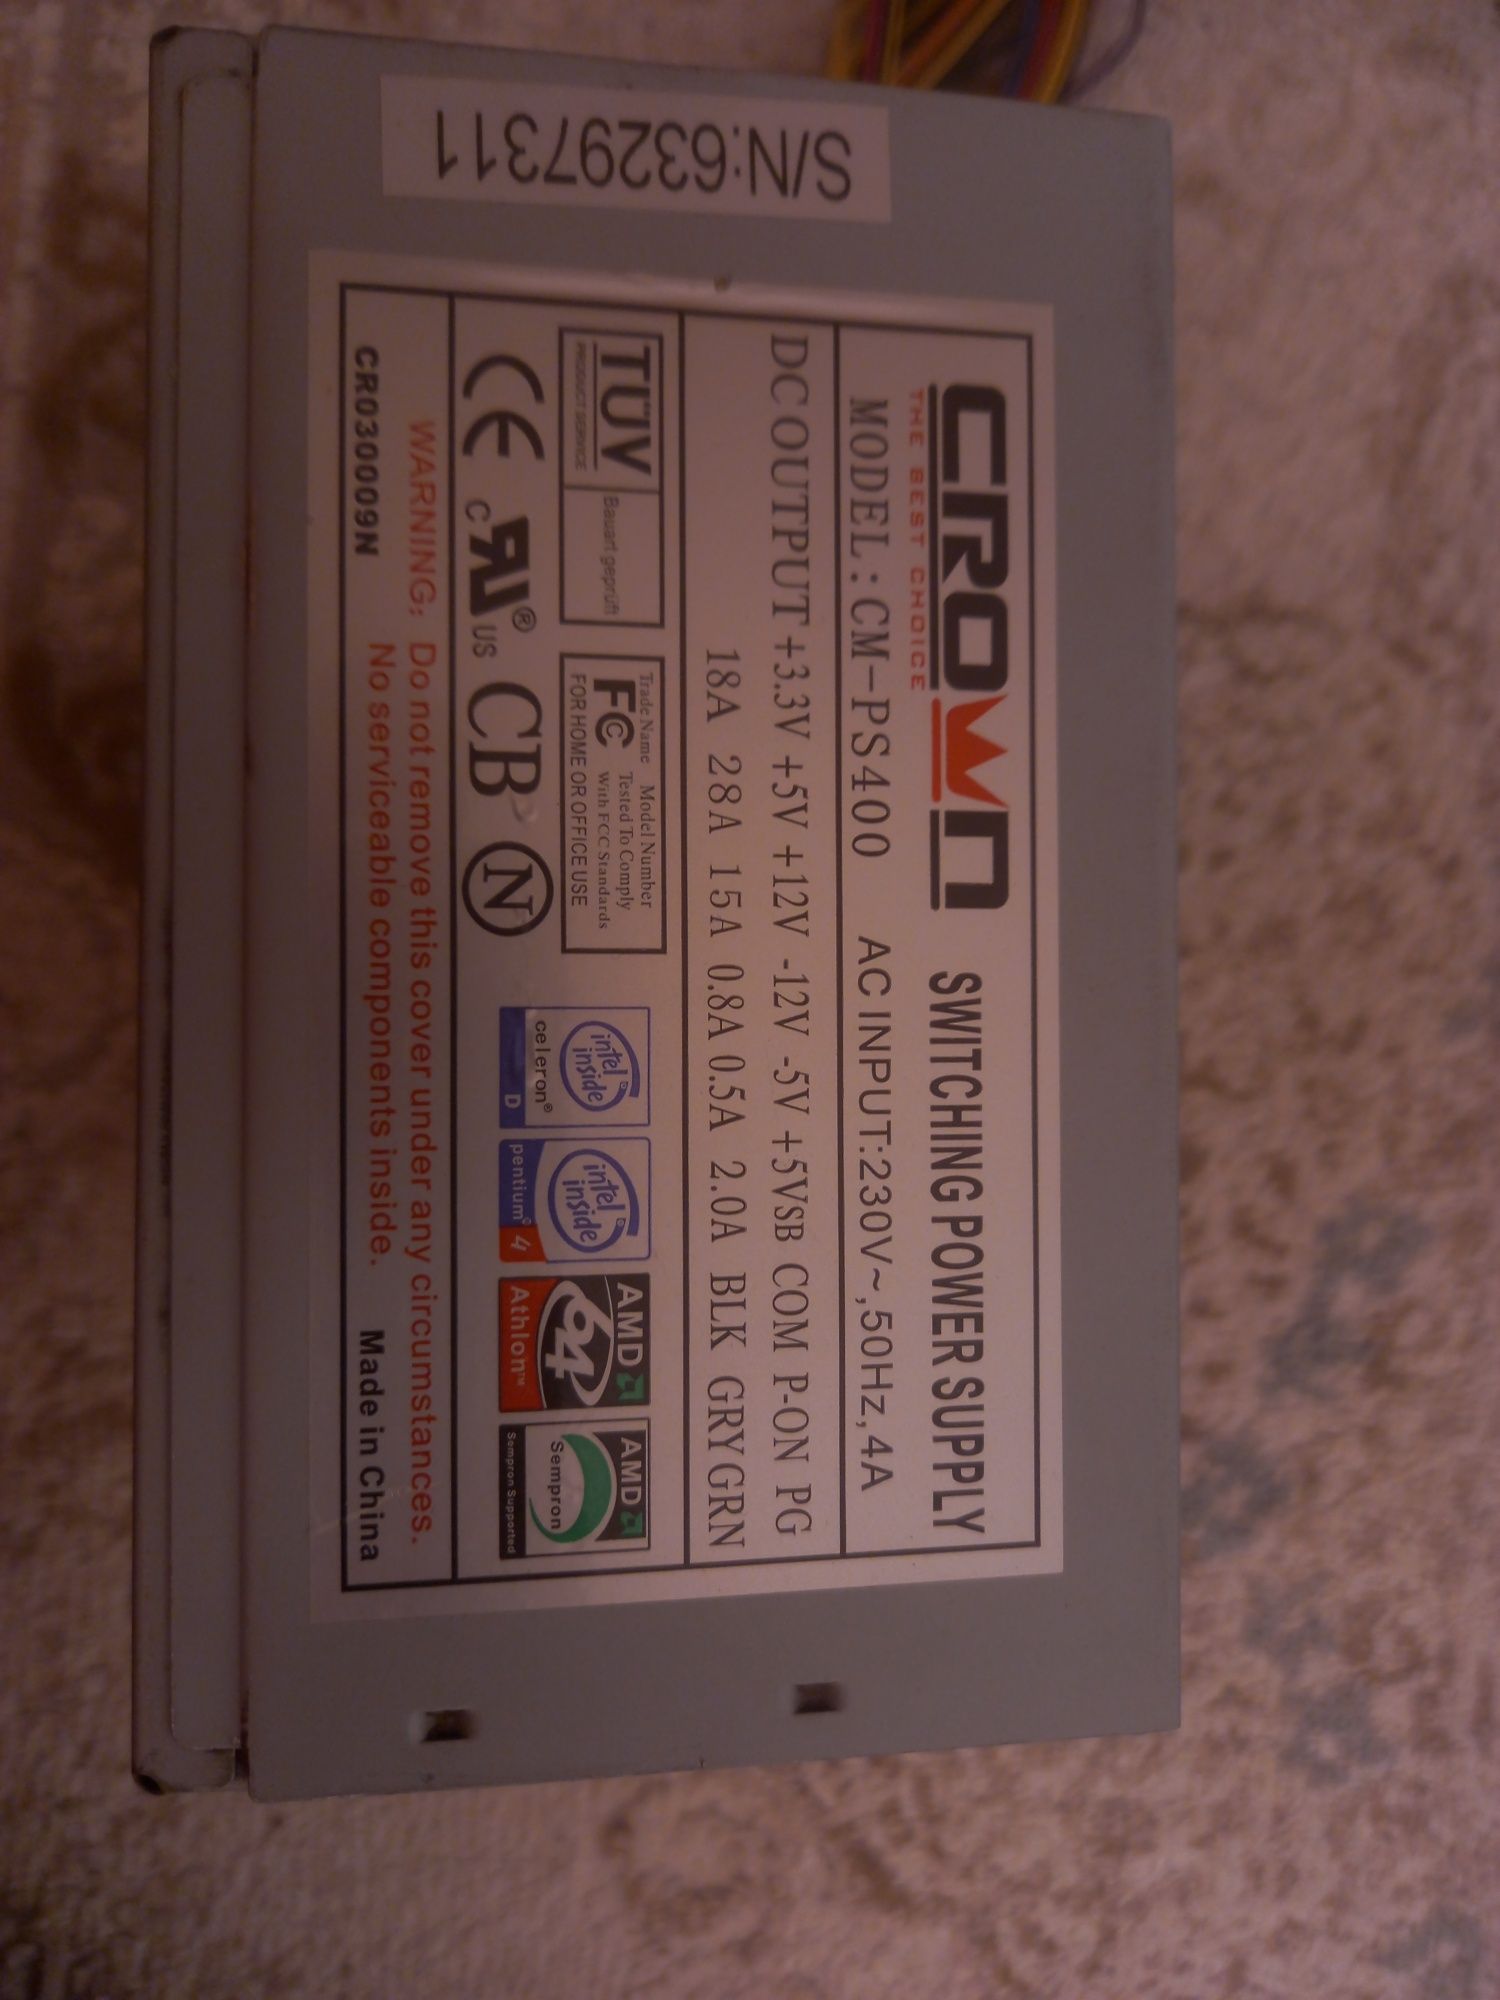 S/N:63297311
CROWN SWITCHING POWER SUPPLY
THE BEST CHOICE
MODEL:CM-PS400 AC INPUT:230V~,50Hz,4A
DC OUTPUT +3.3V +5V +12V -12V -5V +5VSB COM P-ON PG
18A 28A 15A 0.8A 0.5A 2.0A BLK GRY GRN
TÜV
PRODUCT SERVICE
Bauart geprüft
Trade Name Model Number
FC Tested To Comply
With FCC Standards
FOR HOME OR OFFICE USE
CE C RU ® US CB N
intel inside
celeron® D
intel inside
pentium® 4
AMD 64
Athlon™
AMD
Sempron
Sempron Supported
WARNING; Do not remove this cover under any circumstances.
No serviceable components inside.
CR030009N Made in China